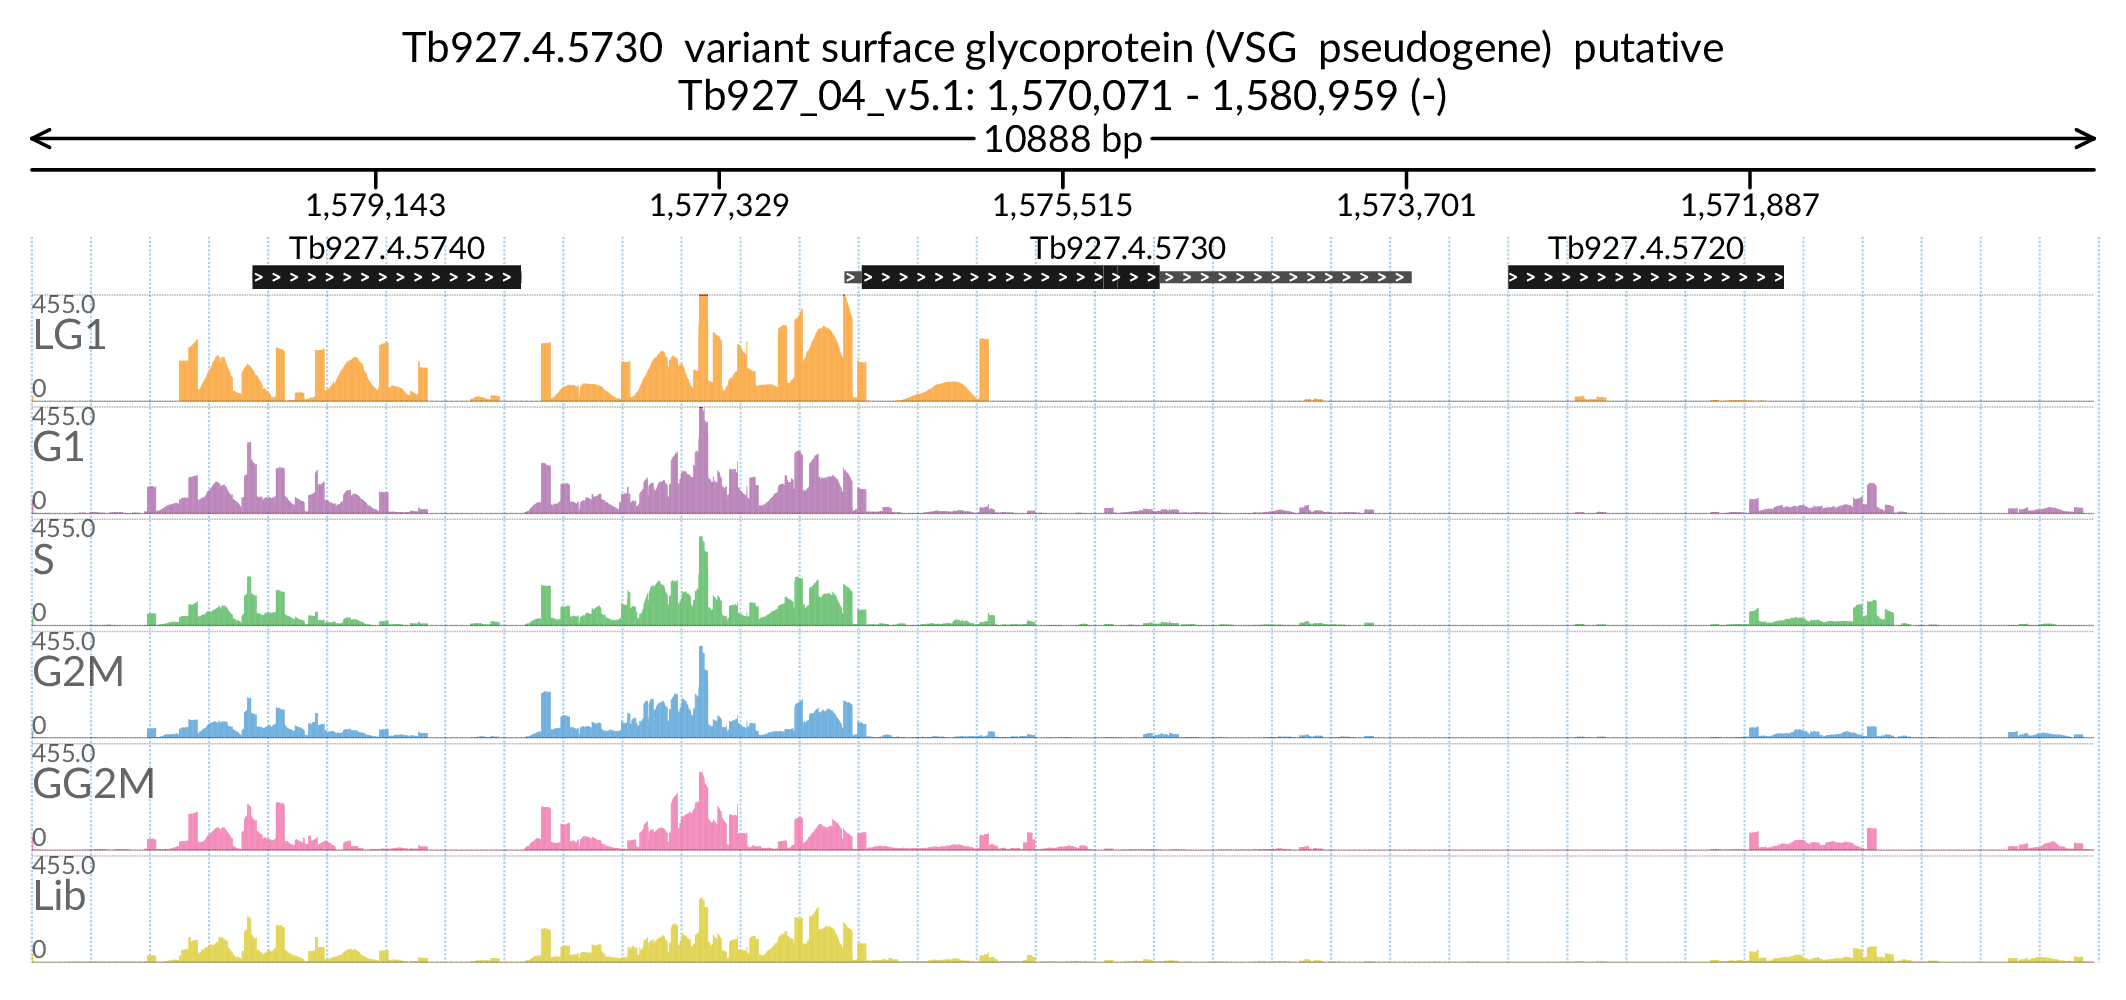 Tb927.4.5730  variant surface glycoprotein (VSG  pseudogene)  putative
Tb927_04_v5.1: 1,570,071 - 1,580,959 (-)
10888 bp
1,579,143 1,577,329 1,575,515 1,573,701 1,571,887
Tb927.4.5740 Tb927.4.5730 Tb927.4.5720
455.0
LG1
0
455.0
G1
0
455.0
S
0
455.0
G2M
0
455.0
GG2M
0
455.0
Lib
0